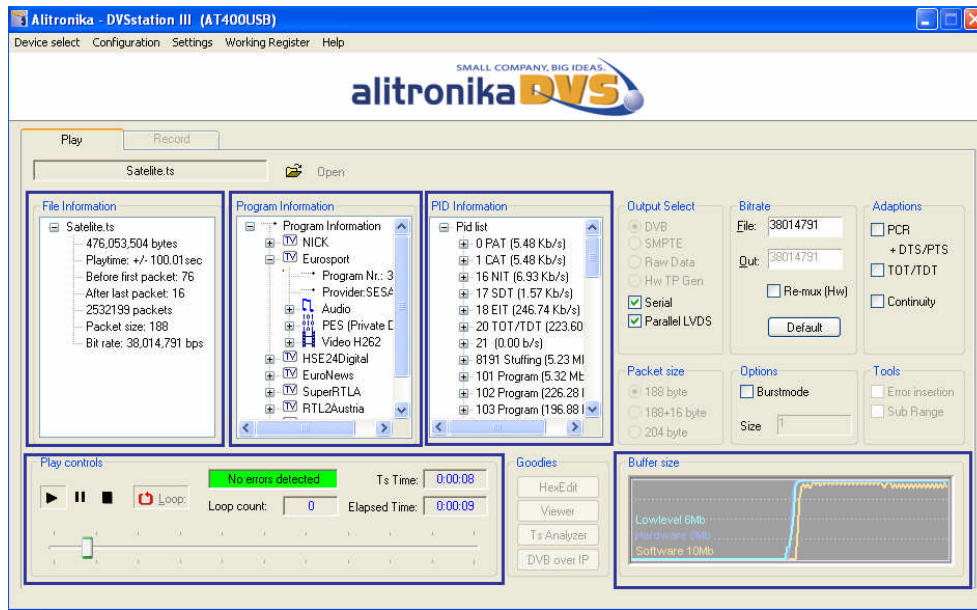 Alitronika - DVSstation III (AT400USB)
Device select Configuration Settings Working Register Help
SMALL COMPANY, BIG IDEAS.
alitronika DVS
Play Record
Satelite.ts Open
File Information
Satelite.ts
476,053,504 bytes
Playtime: +/- 100.01sec
Before first packet: 76
After last packet: 16
2532199 packets
Packet size: 188
Bit rate: 38,014,791 bps
Program Information
Program Information
NICK
Eurosport
Program Nr.: 3
Provider:SESA
Audio
PES (Private D
Video H262
HSE24Digital
EuroNews
SuperRTLA
RTL2Austria
PID Information
Pid list
0 PAT (5.48 Kb/s)
1 CAT (5.48 Kb/s)
16 NIT (6.93 Kb/s)
17 SDT (1.57 Kb/s)
18 EIT (246.74 Kb/s)
20 TOT/TDT (223.60
21 (0.00 b/s)
8191 Stuffing (5.23 M
101 Program (5.32 Mb
102 Program (226.28
103 Program (196.88
Output Select
DVB
SMPTE
Raw Data
Hw TP Gen
Serial
Parallel LVDS
Bitrate
File: 38014791
Out: 38014791
Re-mux (Hw)
Default
Adaptions
PCR
+ DTS/PTS
TOT/TDT
Continuity
Packet size
188 byte
188+16 byte
204 byte
Options
Burstmode
Size 1
Tools
Error insertion
Sub Range
Play controls
Loop:
No errors detected
Loop count: 0
Ts Time: 0:00:08
Elapsed Time: 0:00:09
Goodies
HexEdit
Viewer
Ts Analyzer
DVB over IP
Buffer size
Lowlevel 6Mb
Hardware 8Mb
Software 10Mb